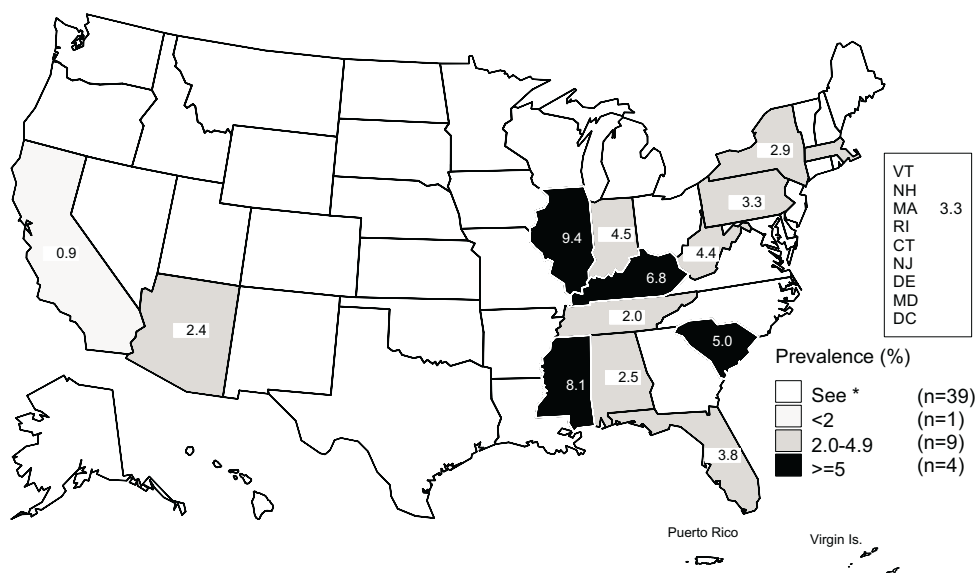 2.9
VT
NH
3.3
MA 3.3
9.4
4.5
RI
0.9
4.4
CT
6.8
NJ
DE
MD
2.4
2.0
DC
5.0
Prevalence (%)
8.1
2.5
See * (n=39)
<2 (n=1)
2.0-4.9 (n=9)
3.8
>=5 (n=4)
Puerto Rico
Virgin Is.